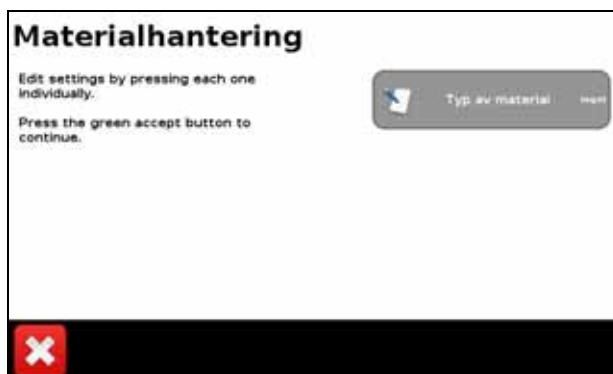 Materialhantering
Edit settings by pressing each one
individually.
Press the green accept button to
continue.
Typ av material